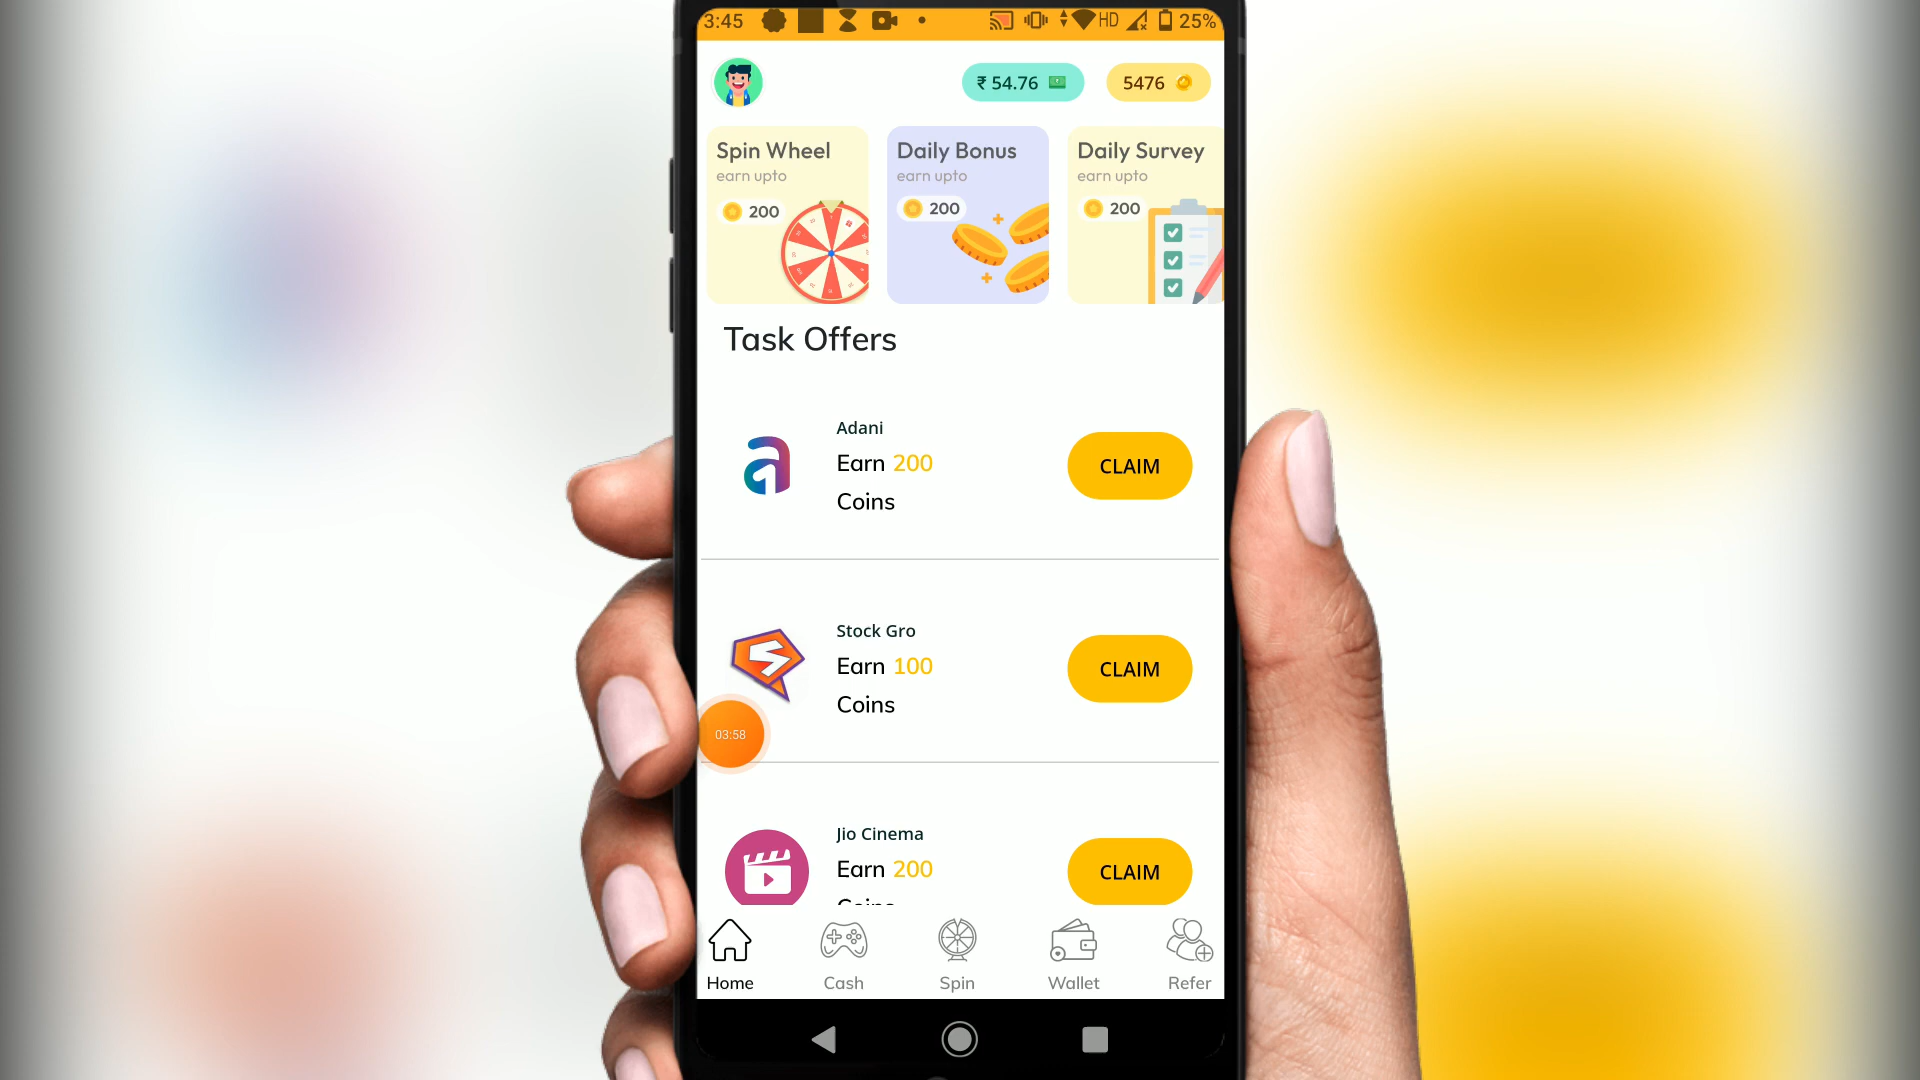 3:45 HD 25%
₹ 54.76 5476
Spin Wheel
earn upto
200
Daily Bonus
earn upto
200
Daily Survey
earn upto
200
Task Offers
Adani
Earn 200
Coins
CLAIM
Stock Gro
Earn 100
Coins
CLAIM
03:58
Jio Cinema
Earn 200
Coins
CLAIM
Home Cash Spin Wallet Refer